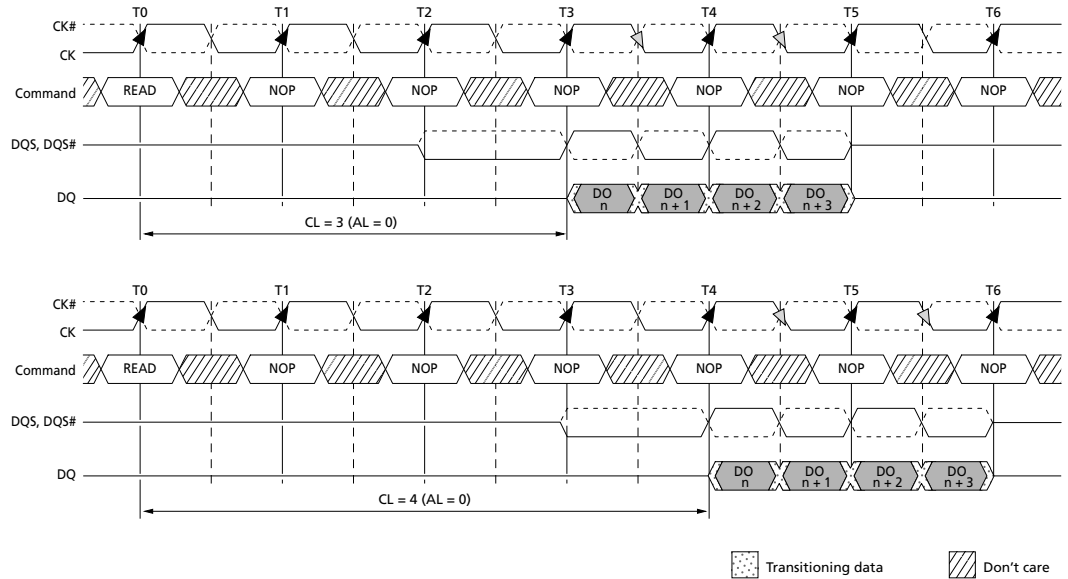 T0 T1 T2 T3 T4 T5 T6
CK#
CK
Command READ NOP NOP NOP NOP NOP NOP
DQS, DQS#
DQ DO n DO n + 1 DO n + 2 DO n + 3
CL = 3 (AL = 0)
T0 T1 T2 T3 T4 T5 T6
CK#
CK
Command READ NOP NOP NOP NOP NOP NOP
DQS, DQS#
DQ DO n DO n + 1 DO n + 2 DO n + 3
CL = 4 (AL = 0)
Transitioning data Don't care